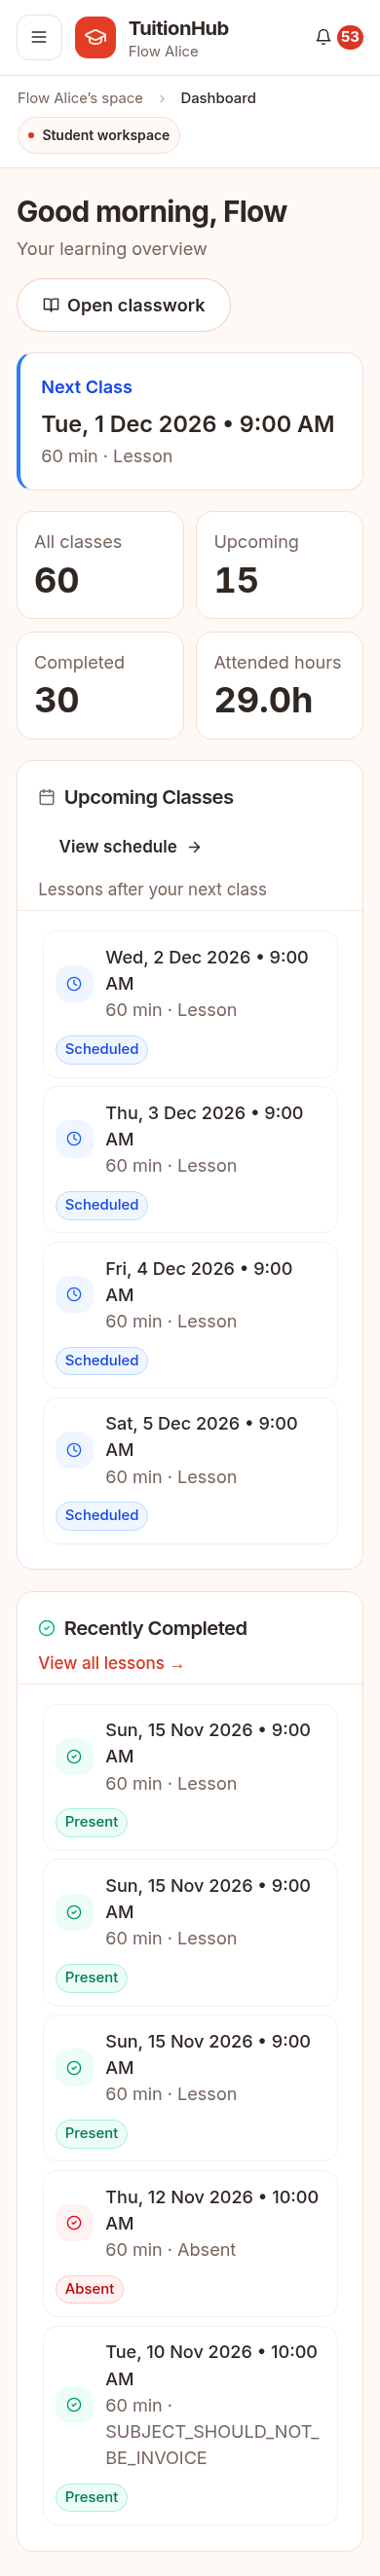 TuitionHub
Flow Alice
53
Flow Alice's space > Dashboard
Student workspace
Good morning, Flow
Your learning overview
Open classwork
Next Class
Tue, 1 Dec 2026 • 9:00 AM
60 min · Lesson
All classes
60
Upcoming
15
Completed
30
Attended hours
29.0h
Upcoming Classes
View schedule →
Lessons after your next class
Wed, 2 Dec 2026 • 9:00
AM
60 min · Lesson
Scheduled
Thu, 3 Dec 2026 • 9:00
AM
60 min · Lesson
Scheduled
Fri, 4 Dec 2026 • 9:00
AM
60 min · Lesson
Scheduled
Sat, 5 Dec 2026 • 9:00
AM
60 min · Lesson
Scheduled
Recently Completed
View all lessons →
Sun, 15 Nov 2026 • 9:00
AM
60 min · Lesson
Present
Sun, 15 Nov 2026 • 9:00
AM
60 min · Lesson
Present
Sun, 15 Nov 2026 • 9:00
AM
60 min · Lesson
Present
Thu, 12 Nov 2026 • 10:00
AM
60 min · Absent
Absent
Tue, 10 Nov 2026 • 10:00
AM
60 min ·
SUBJECT_SHOULD_NOT_
BE_INVOICE
Present